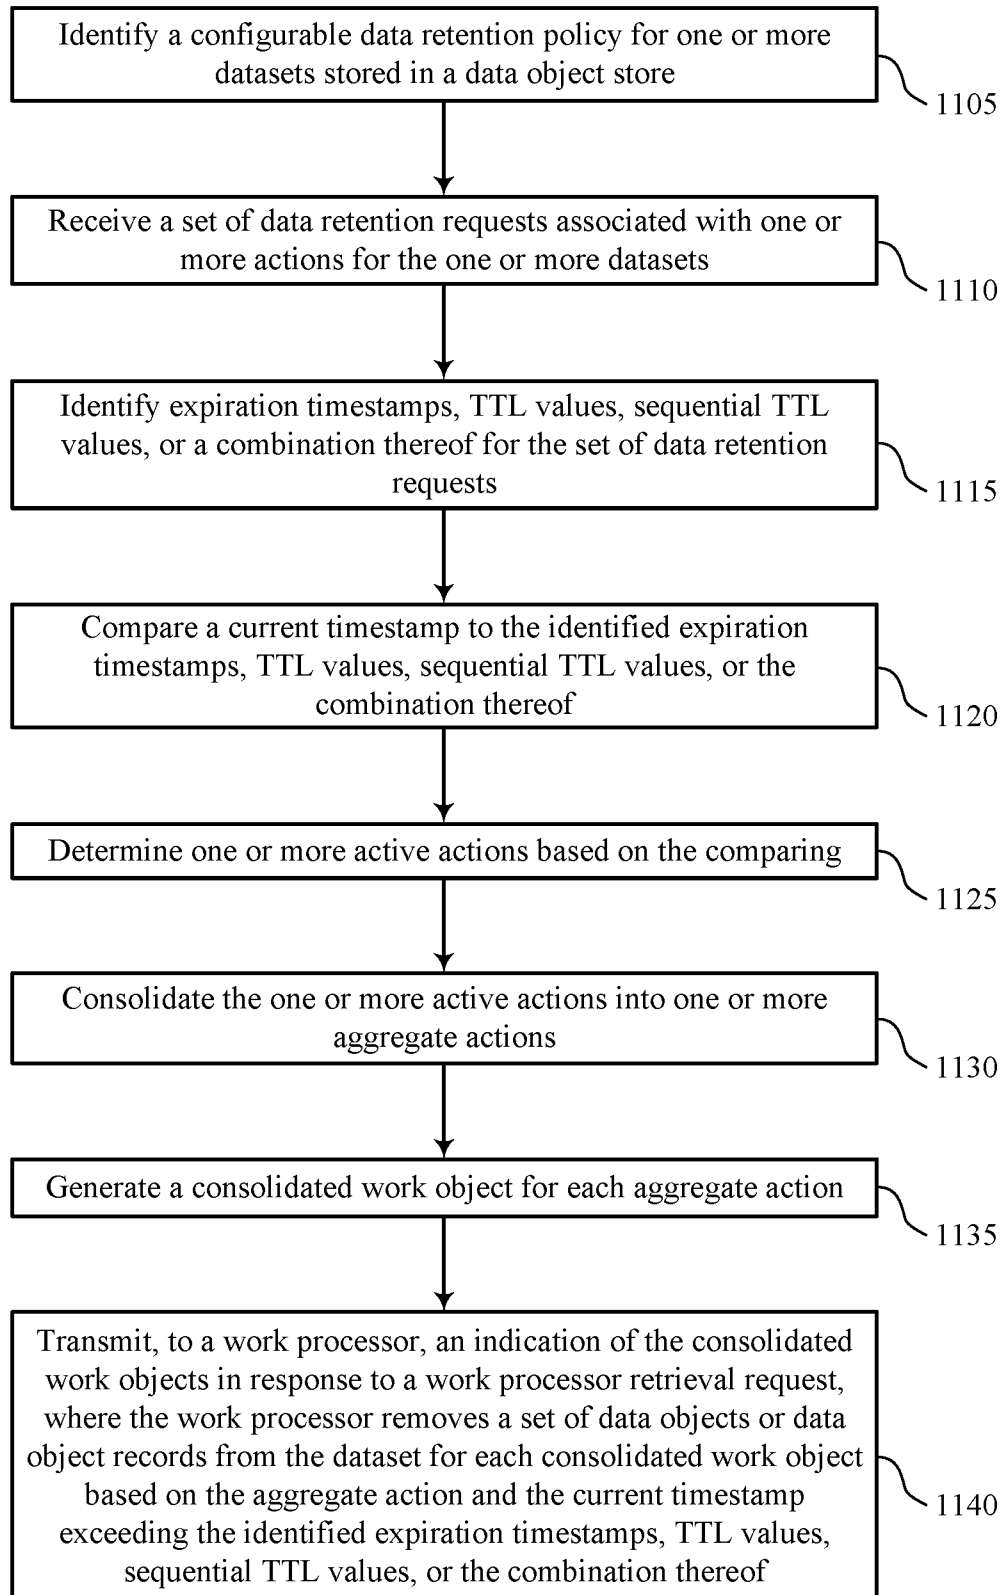 Identify a configurable data retention policy for one or more
datasets stored in a data object store
1105
Receive a set of data retention requests associated with one or
more actions for the one or more datasets
1110
Identify expiration timestamps, TTL values, sequential TTL
values, or a combination thereof for the set of data retention
requests
1115
Compare a current timestamp to the identified expiration
timestamps, TTL values, sequential TTL values, or the
combination thereof
1120
Determine one or more active actions based on the comparing
1125
Consolidate the one or more active actions into one or more
aggregate actions
1130
Generate a consolidated work object for each aggregate action
1135
Transmit, to a work processor, an indication of the consolidated
work objects in response to a work processor retrieval request,
where the work processor removes a set of data objects or data
object records from the dataset for each consolidated work object
based on the aggregate action and the current timestamp
exceeding the identified expiration timestamps, TTL values,
sequential TTL values, or the combination thereof
1140